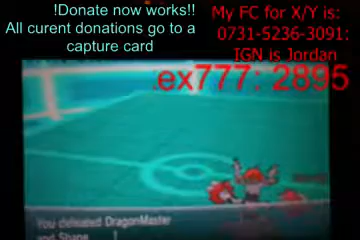 !Donate now works!!
All curent donations go to a
capture card
My FC for X/Y is:
0731-5236-3091:
IGN is Jordan
ex777: 2895
You defeated DragonMaster
and Shane